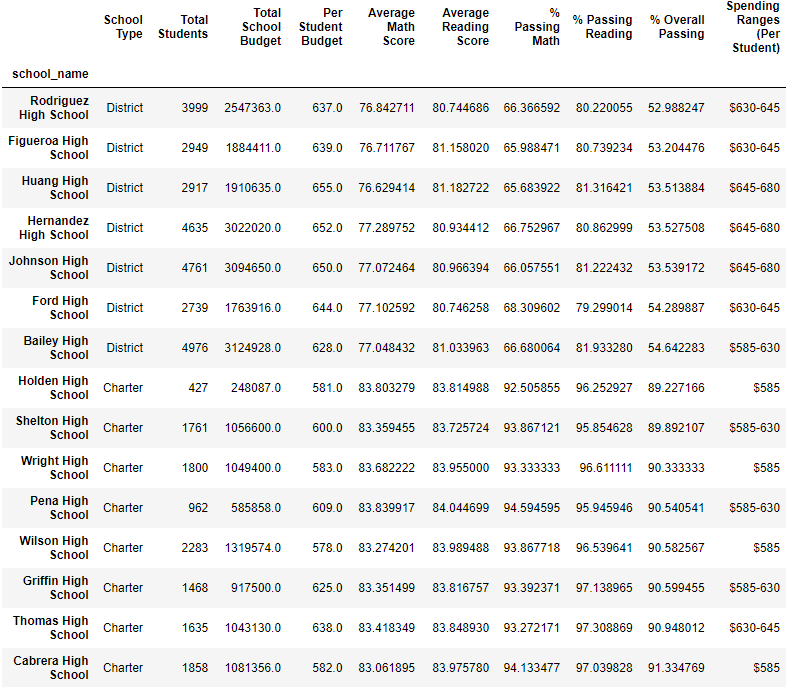 School Type Total Students Total School Budget Per Student Budget Average Math Score Average Reading Score % Passing Math % Passing Reading % Overall Passing Spending Ranges (Per Student)
school_name
Rodriguez High School District 3999 2547363.0 637.0 76.842711 80.744686 66.366592 80.220055 52.988247 $630-645
Figueroa High School District 2949 1884411.0 639.0 76.711767 81.158020 65.988471 80.739234 53.204476 $630-645
Huang High School District 2917 1910635.0 655.0 76.629414 81.182722 65.683922 81.316421 53.513884 $645-680
Hernandez High School District 4635 3022020.0 652.0 77.289752 80.934412 66.752967 80.862999 53.527508 $645-680
Johnson High School District 4761 3094650.0 650.0 77.072464 80.966394 66.057551 81.222432 53.539172 $645-680
Ford High School District 2739 1763916.0 644.0 77.102592 80.746258 68.309602 79.299014 54.289887 $630-645
Bailey High School District 4976 3124928.0 628.0 77.048432 81.033963 66.680064 81.933280 54.642283 $585-630
Holden High School Charter 427 248087.0 581.0 83.803279 83.814988 92.505855 96.252927 89.227166 $585
Shelton High School Charter 1761 1056600.0 600.0 83.359455 83.725724 93.867121 95.854628 89.892107 $585-630
Wright High School Charter 1800 1049400.0 583.0 83.682222 83.955000 93.333333 96.611111 90.333333 $585
Pena High School Charter 962 585858.0 609.0 83.839917 84.044699 94.594595 95.945946 90.540541 $585-630
Wilson High School Charter 2283 1319574.0 578.0 83.274201 83.989488 93.867718 96.539641 90.582567 $585
Griffin High School Charter 1468 917500.0 625.0 83.351499 83.816757 93.392371 97.138965 90.599455 $585-630
Thomas High School Charter 1635 1043130.0 638.0 83.418349 83.848930 93.272171 97.308869 90.948012 $630-645
Cabrera High School Charter 1858 1081356.0 582.0 83.061895 83.975780 94.133477 97.039828 91.334769 $585